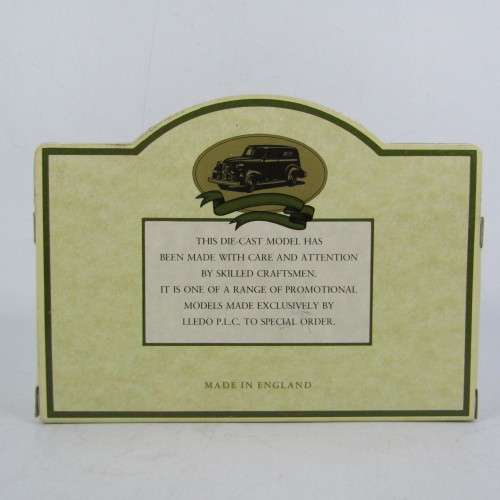 THIS DIE-CAST MODEL HAS
BEEN MADE WITH CARE AND ATTENTION
BY SKILLED CRAFTSMEN.
IT IS ONE OF A RANGE OF PROMOTIONAL
MODELS MADE EXCLUSIVELY BY
LLEDO P.L.C. TO SPECIAL ORDER.
MADE IN ENGLAND